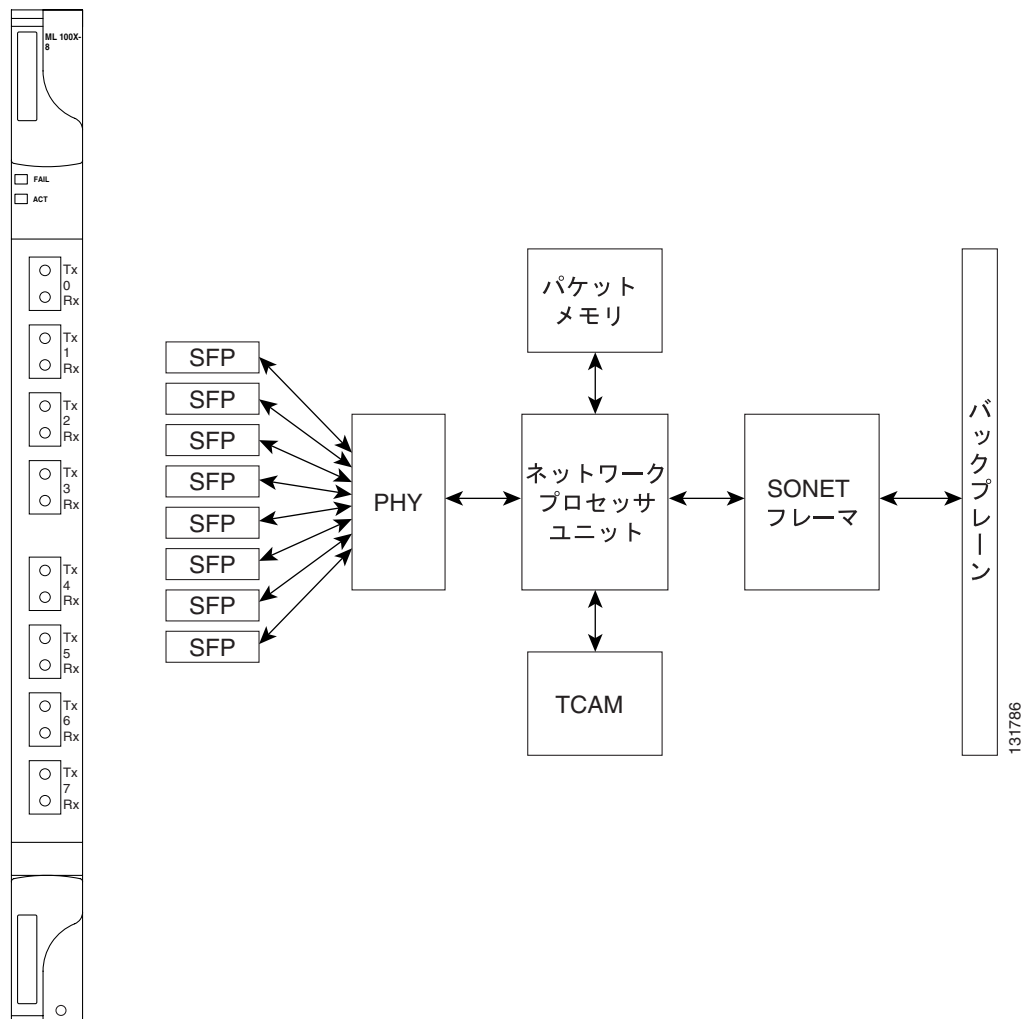 ML 100X-
8
FAIL
ACT
Tx
0
Rx
Tx
1
Rx
Tx
2
Rx
Tx
3
Rx
Tx
4
Rx
Tx
5
Rx
Tx
6
Rx
Tx
7
Rx
SFP
SFP
SFP
SFP
SFP
SFP
SFP
SFP
PHY
パケット
メモリ
ネットワーク
プロセッサ
ユニット
TCAM
SONET
フレーマ
バックプレーン
131786